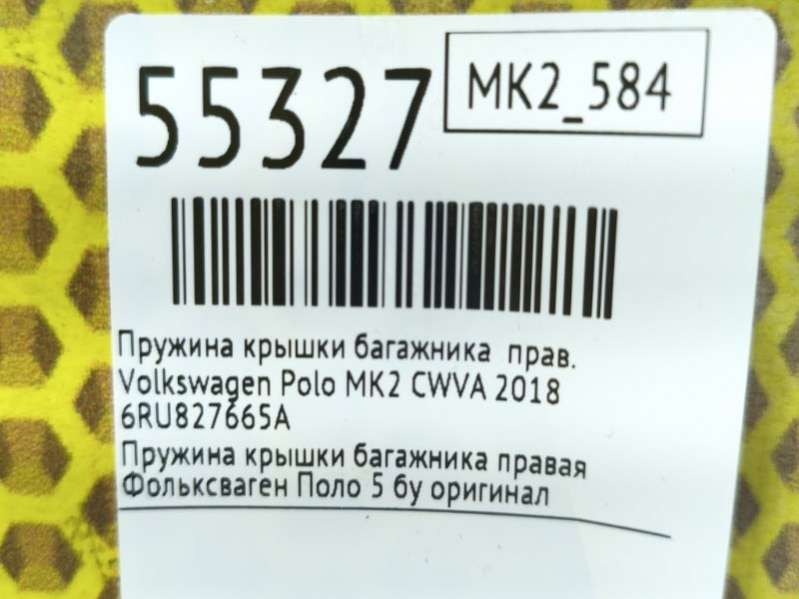 55327
MK2_584
Пружина крышки багажника прав.
Volkswagen Polo MK2 CWVA 2018
6RU827665A
Пружина крышки багажника правая
Фольксваген Поло 5 бу оригинал